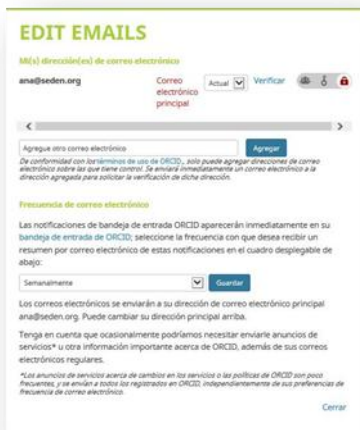 EDIT EMAILS
Mi(s) dirección(ex) de correo electrónico
ana@seden.org Correo electrónico principal Actual Verificar
Agregue otro correo electrónico Agregar
De conformidad con los términos de uso de ORCID, solo puede agregar direcciones de correo
electrónico sobre las que tiene control. Se enviará inmediatamente un correo electrónico a la
dirección agregada para solicitar la verificación de dicha dirección.
Frecuencia de correo electrónico
Las notificaciones de bandeja de entrada ORCID aparecerán inmediatamente en su
bandeja de entrada de ORCID; seleccione la frecuencia con que desea recibir un
resumen por correo electrónico de estas notificaciones en el cuadro desplegable de
abajo:
Semanalmente Guardar
Los correos electrónicos se enviarán a su dirección de correo electrónico principal
ana@seden.org. Puede cambiar su dirección principal arriba.
Tenga en cuenta que ocasionalmente podríamos necesitar enviarle anuncios de
servicios* u otra información importante acerca de ORCID, además de sus correos
electrónicos regulares.
*Los anuncios de servicios acerca de cambios en los servicios o las políticas de ORCID son poco
frecuentes, y se envían a todos los registrados en ORCID, independientemente de sus preferencias de
frecuencia de correo electrónico.
Cerrar